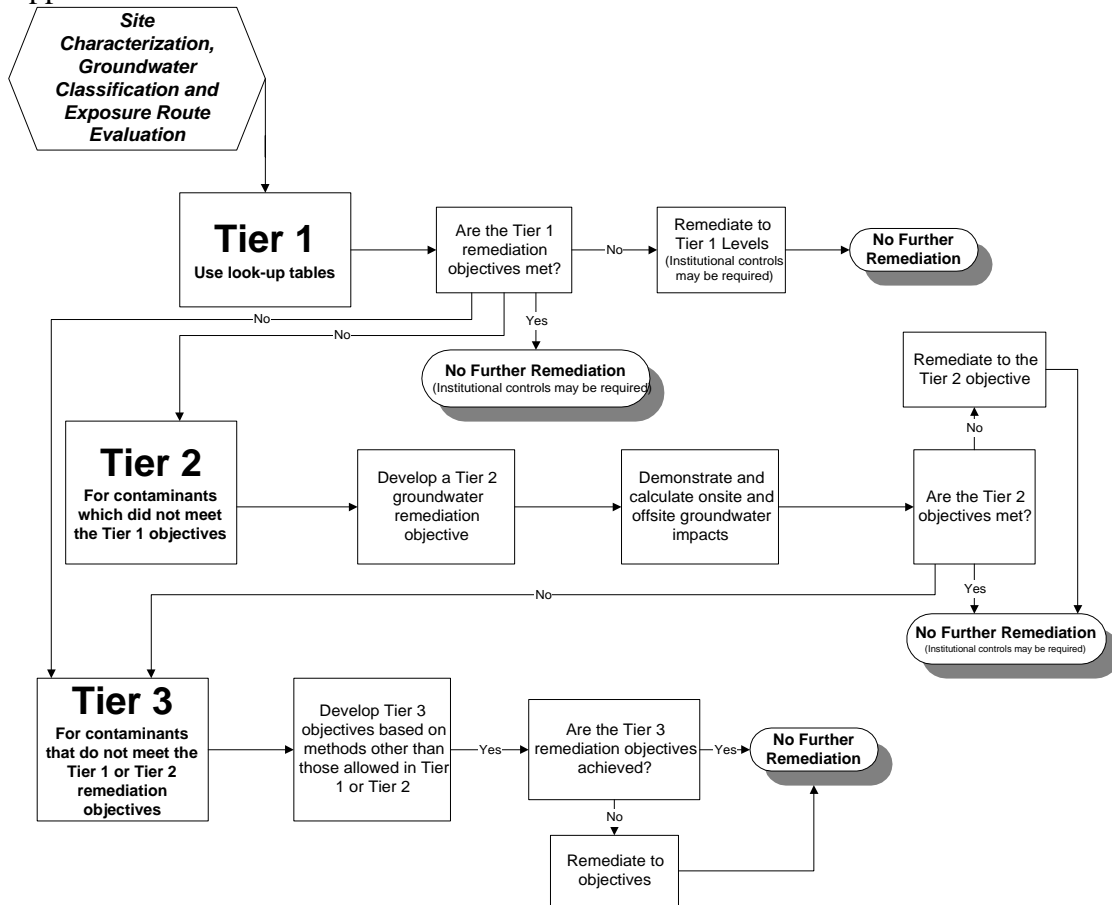 Site
Characterization,
Groundwater
Classification and
Exposure Route
Evaluation
Tier 1
Use look-up tables
Are the Tier 1
remediation
objectives met?
No
Remediate to
Tier 1 Levels
(Institutional controls
may be required)
No Further
Remediation
No
No
Yes
No Further Remediation
(Institutional controls may be required)
Remediate to the
Tier 2 objective
No
Tier 2
For contaminants
which did not meet
the Tier 1 objectives
Develop a Tier 2
groundwater
remediation
objective
Demonstrate and
calculate onsite and
offsite groundwater
impacts
Are the Tier 2
objectives met?
Yes
No
No Further Remediation
(Institutional controls may be required)
Tier 3
For contaminants
that do not meet the
Tier 1 or Tier 2
remediation
objectives
Develop Tier 3
objectives based on
methods other than
those allowed in Tier
1 or Tier 2
Yes
Are the Tier 3
remediation objectives
achieved?
Yes
No Further
Remediation
No
Remediate to
objectives